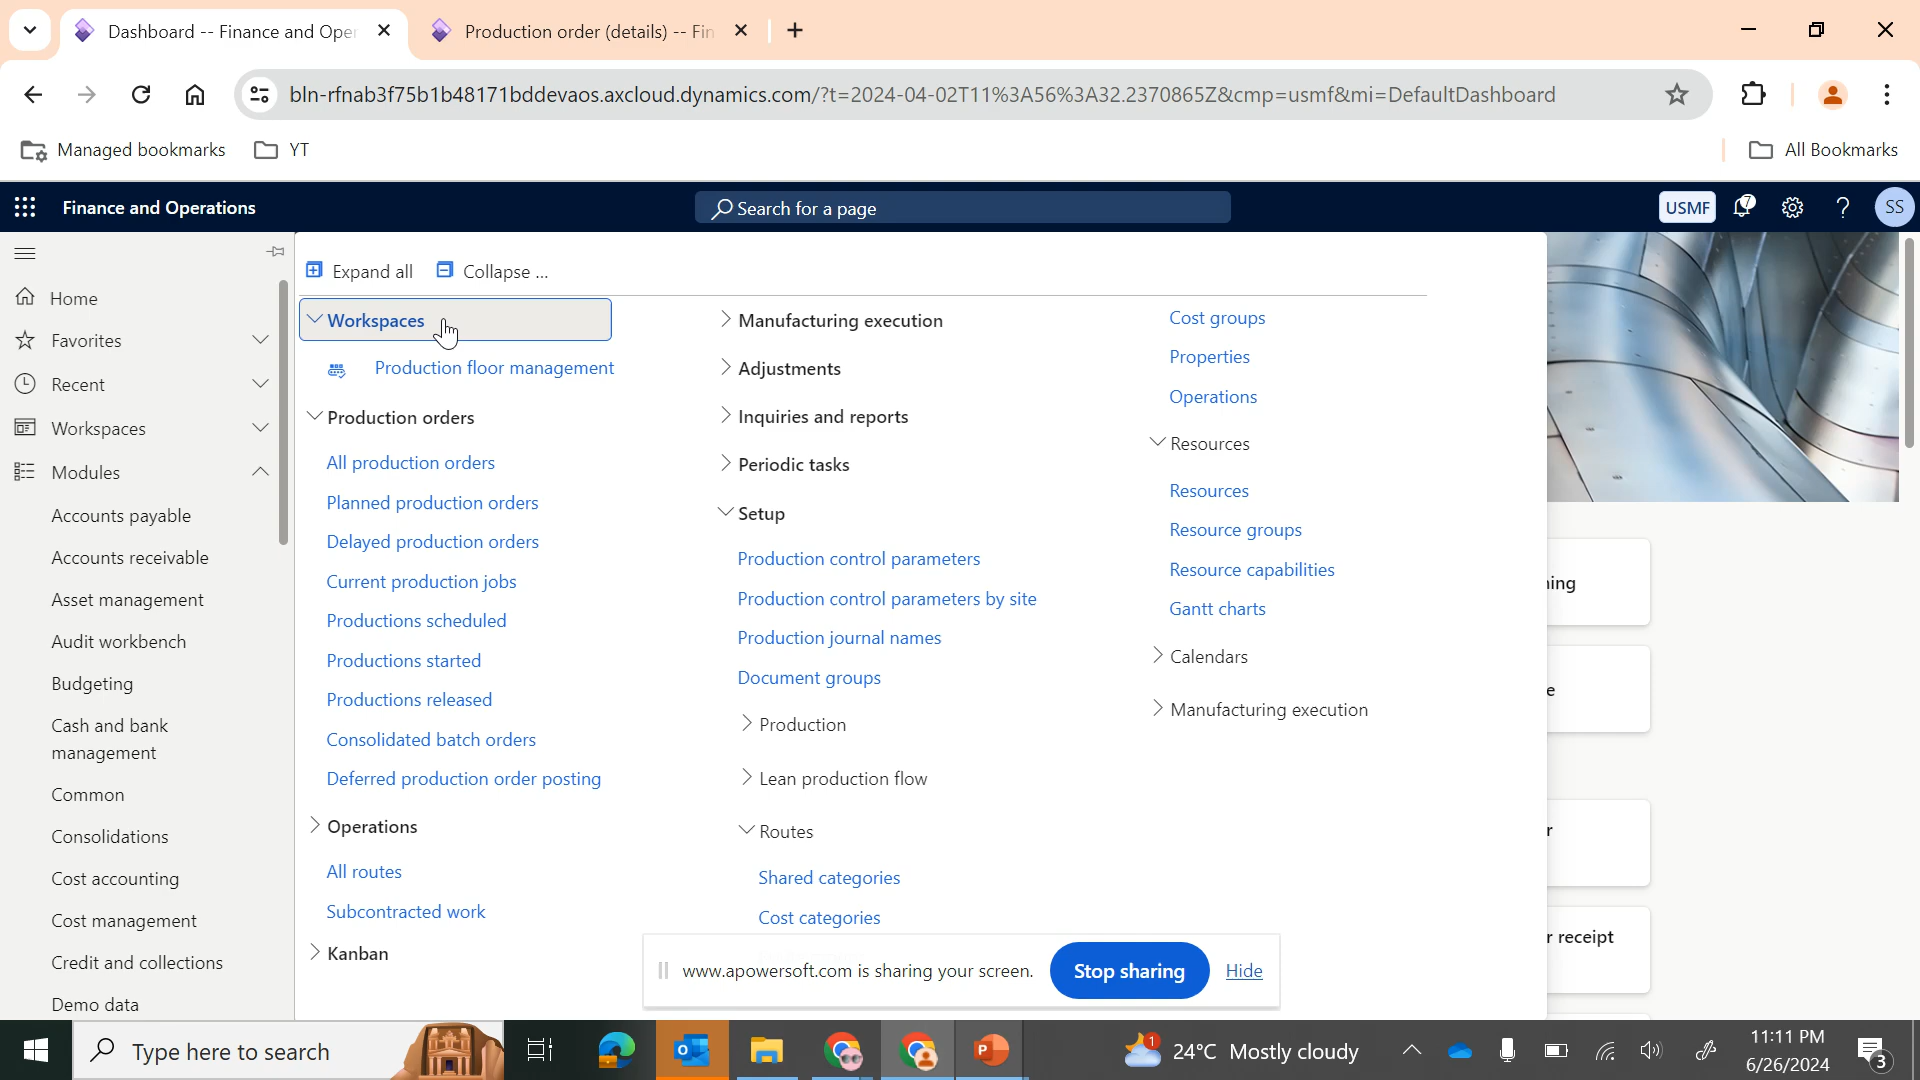 Dashboard -- Finance and Oper
Production order (details) -- Fin
bln-rfnab3f75b1b48171bddevaos.axcloud.dynamics.com/?t=2024-04-02T11%3A56%3A32.2370865Z&cmp=usmf&mi=DefaultDashboard
Managed bookmarks
YT
All Bookmarks
Finance and Operations
Search for a page
USMF
7
?
SS
Home
Favorites
Recent
Workspaces
Modules
Accounts payable
Accounts receivable
Asset management
Audit workbench
Budgeting
Cash and bank
management
Common
Consolidations
Cost accounting
Cost management
Credit and collections
Demo data
Expand all
Collapse ...
Workspaces
Production floor management
Production orders
All production orders
Planned production orders
Delayed production orders
Current production jobs
Productions scheduled
Productions started
Productions released
Consolidated batch orders
Deferred production order posting
Operations
All routes
Subcontracted work
Kanban
Manufacturing execution
Adjustments
Inquiries and reports
Periodic tasks
Setup
Production control parameters
Production control parameters by site
Production journal names
Document groups
Production
Lean production flow
Routes
Shared categories
Cost categories
Cost groups
Properties
Operations
Resources
Resources
Resource groups
Resource capabilities
Gantt charts
Calendars
Manufacturing execution
ing
e
r
r receipt
www.apowersoft.com is sharing your screen.
Stop sharing
Hide
Type here to search
1
24°C Mostly cloudy
11:11 PM
6/26/2024
3